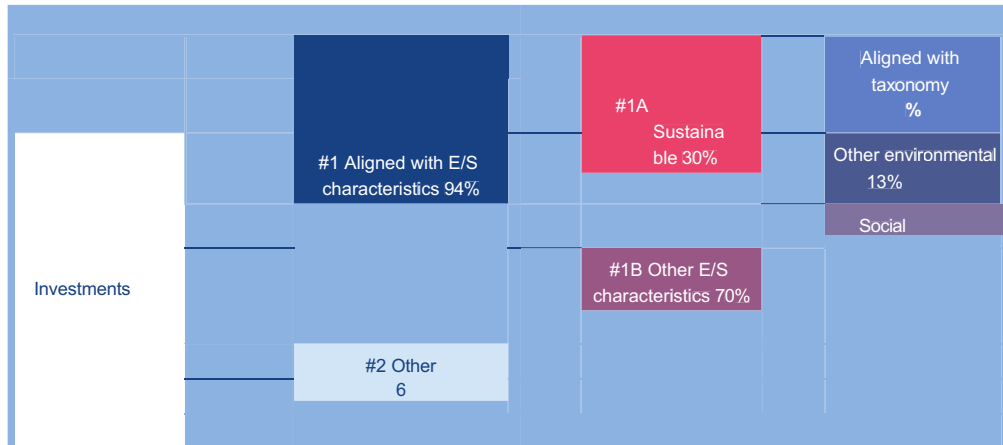 Investments
#1 Aligned with E/S
characteristics 94%
#2 Other
6
#1A
Sustaina
ble 30%
#1B Other E/S
characteristics 70%
Aligned with
taxonomy
%
Other environmental
13%
Social